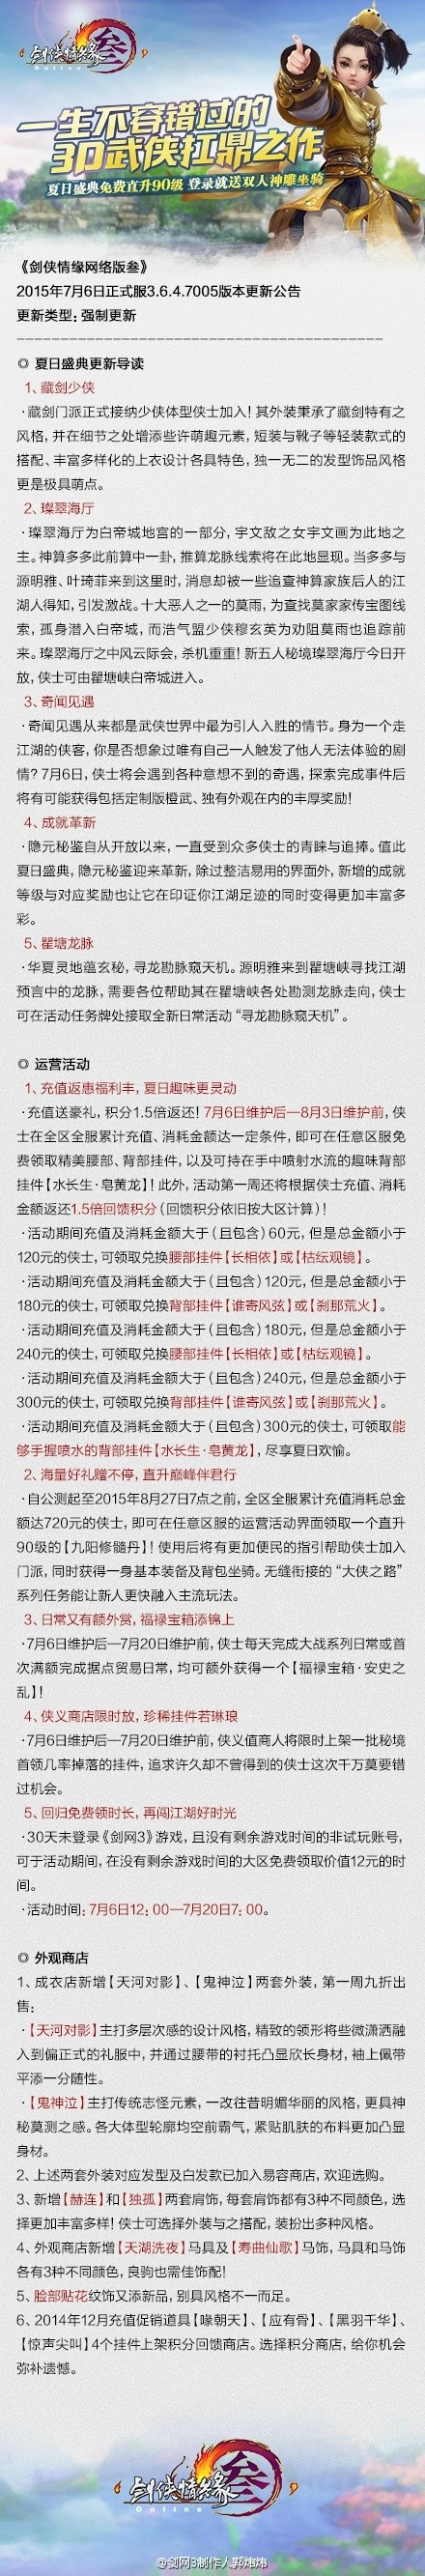 剑侠情缘叁
Online
一生不容错过的
3D武侠扛鼎之作
夏日盛典免费直升90级 登录就送双人神雕坐骑
《剑侠情缘网络版叁》
2015年7月6日正式服3.6.4.7005版本更新公告
更新类型：强制更新
◎ 夏日盛典更新导读
1、藏剑少侠
·藏剑门派正式接纳少侠体型侠士加入！其外装秉承了藏剑特有之
风格，并在细节之处增添些许萌趣元素，短装与靴子等轻装款式的
搭配、丰富多样化的上衣设计各具特色，独一无二的发型饰品风格
更是极具萌点。
2、璨翠海厅
·璨翠海厅为白帝城地宫的一部分，宇文敌之女宇文画为此地之
主。神算多多此前算中一卦，推算龙脉线索将在此地显现。当多多与
源明雅、叶琦菲来到这里时，消息却被一些追查神算家族后人的江
湖人得知，引发激战。十大恶人之一的莫雨，为查找莫家家传宝图线
索，孤身潜入白帝城，而浩气盟少侠穆玄英为劝阻莫雨也追踪前
来。璨翠海厅之中风云际会，杀机重重！新五人秘境璨翠海厅今日开
放，侠士可由瞿塘峡白帝城进入。
3、奇闻见遇
·奇闻见遇从来都是武侠世界中最为引人入胜的情节。身为一个走
江湖的侠客，你是否想象过唯有自己一人触发了他人无法体验的剧
情？7月6日，侠士将会遇到各种意想不到的奇遇，探索完成事件后
将有可能获得包括定制版橙武、独有外观在内的丰厚奖励！
4、成就革新
·隐元秘鉴自从开放以来，一直受到众多侠士的青睐与追捧。值此
夏日盛典，隐元秘鉴迎来革新，除过整洁易用的界面外，新增的成就
等级与对应奖励也让它在印证你江湖足迹的同时变得更加丰富多
彩。
5、瞿塘龙脉
·华夏灵地蕴玄秘，寻龙勘脉窥天机。源明雅来到瞿塘峡寻找江湖
预言中的龙脉，需要各位帮助其在瞿塘峡各处勘测龙脉走向，侠士
可在活动任务牌处接取全新日常活动“寻龙勘脉窥天机”。
◎ 运营活动
1、充值返惠福利丰，夏日趣味更灵动
·充值送豪礼，积分1.5倍返还！7月6日维护后—8月3日维护前，侠
士在全区全服累计充值、消耗金额达一定条件，即可在任意区服免
费领取精美腰部、背部挂件，以及可持在手中喷射水流的趣味背部
挂件【水长生·皂黄龙】！此外，活动第一周还将根据侠士充值、消耗
金额返还1.5倍回馈积分（回馈积分依旧按大区计算）！
·活动期间充值及消耗金额大于（且包含）60元，但是总金额小于
120元的侠士，可领取兑换腰部挂件【长相依】或【枯纭观镜】。
·活动期间充值及消耗金额大于（且包含）120元，但是总金额小于
180元的侠士，可领取兑换背部挂件【谁寄风弦】或【刹那荒火】。
·活动期间充值及消耗金额大于（且包含）180元，但是总金额小于
240元的侠士，可领取兑换腰部挂件【长相依】或【枯纭观镜】。
·活动期间充值及消耗金额大于（且包含）240元，但是总金额小于
300元的侠士，可领取兑换背部挂件【谁寄风弦】或【刹那荒火】。
·活动期间充值及消耗金额大于（且包含）300元的侠士，可领取能
够手握喷水的背部挂件【水长生·皂黄龙】，尽享夏日欢愉。
2、海量好礼赠不停，直升巅峰伴君行
·自公测起至2015年8月27日7点之前，全区全服累计充值消耗总金
额达720元的侠士，即可在任意区服的运营活动界面领取一个直升
90级的【九阳修髓丹】！使用后将有更加便民的指引帮助侠士加入
门派，同时获得一身基本装备及背包坐骑。无缝衔接的“大侠之路”
系列任务能让新人更快融入主流玩法。
3、日常又有额外赏，福禄宝箱添锦上
·7月6日维护后—7月20日维护前，侠士每天完成大战系列日常或首
次满额完成据点贸易日常，均可额外获得一个【福禄宝箱·安史之
乱】！
4、侠义商店限时放，珍稀挂件若琳琅
·7月6日维护后—7月20日维护前，侠义值商人将限时上架一批秘境
首领几率掉落的挂件，追求许久却不曾得到的侠士这次千万莫要错
过机会。
5、回归免费领时长，再闯江湖好时光
·30天未登录《剑网3》游戏，且没有剩余游戏时间的非试玩账号，
可于活动期间，在没有剩余游戏时间的大区免费领取价值12元的时
间。
·活动时间：7月6日12：00—7月20日7：00。
◎ 外观商店
1、成衣店新增【天河对影】、【鬼神泣】两套外装，第一周九折出
售：
·【天河对影】主打多层次感的设计风格，精致的领形将些微潇洒融
入到偏正式的礼服中，并通过腰带的衬托凸显欣长身材，袖上佩带
平添一分随性。
·【鬼神泣】主打传统志怪元素，一改往昔明媚华丽的风格，更具神
秘莫测之感。各大体型轮廓均空前霸气，紧贴肌肤的布料更加凸显
身材。
2、上述两套外装对应发型及白发款已加入易容商店，欢迎选购。
3、新增【赫连】和【独孤】两套肩饰，每套肩饰都有3种不同颜色，选
择更加丰富多样！侠士可选择外装与之搭配，装扮出多种风格。
4、外观商店新增【天湖洗夜】马具及【寿曲仙歌】马饰，马具和马饰
各有3种不同颜色，良驹也需佳饰配！
5、脸部贴花纹饰又添新品，别具风格不一而足。
6、2014年12月充值促销道具【喙朝天】、【应有骨】、【黑羽千华】、
【惊声尖叫】4个挂件上架积分回馈商店。选择积分商店，给你机会
弥补遗憾。
剑侠情缘叁
Online
@剑网3制作人郭炜炜